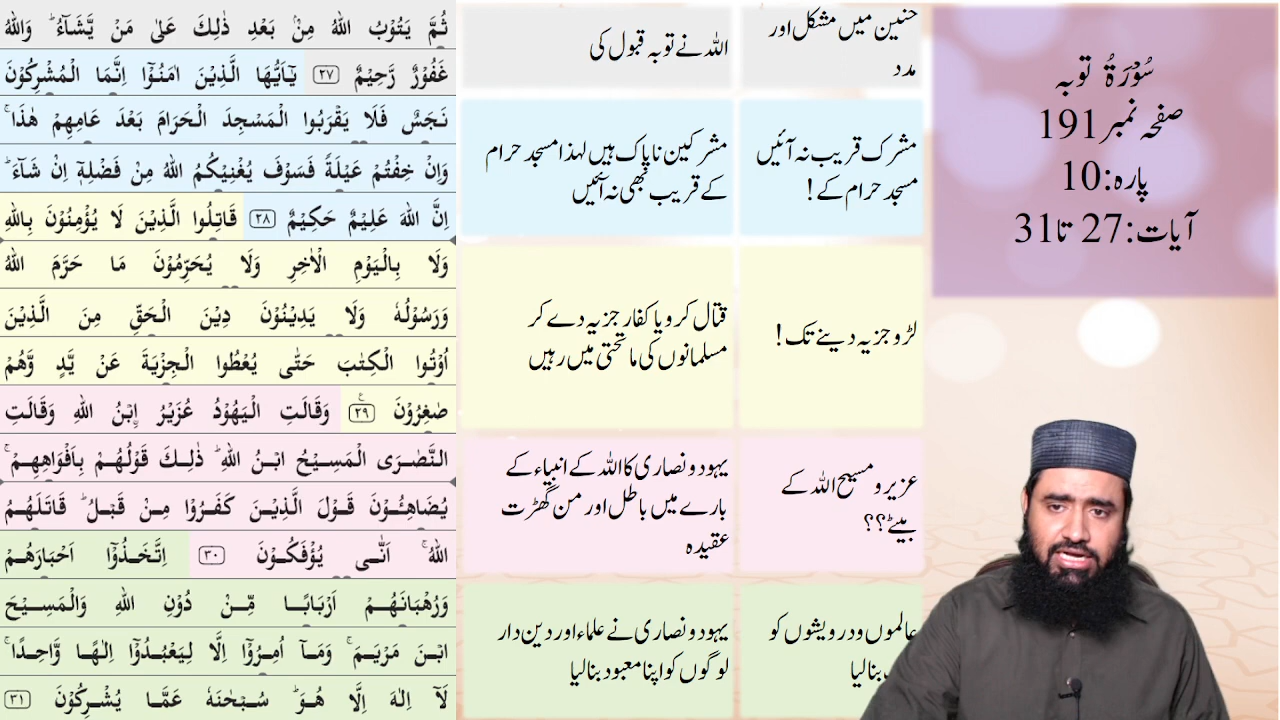 سُوْرَۃُ توبہ
صفحہ نمبر 191
پارہ:10
آیات:27 تا 31
حنین میں مشکل اور
مدد
اللہ نے توبہ قبول کی
مشرک قریب نہ آئیں
مسجد حرام کے !
مشرکین ناپاک ہیں لہذا مسجد حرام
کے قریب بھی نہ آئیں
لڑو جزیہ دینے تک !
قتال کرو یا کفار جزیہ دے کر
مسلمانوں کی ماتحتی میں رہیں
عزیر و مسیح اللہ کے
بیٹے؟؟
یہود و نصاری کا اللہ کے انبیاء کے
بارے میں باطل اور من گھڑت
عقیدہ
عالموں و درویشوں کو
بنالیا
یہود و نصاری نے علماء اور دین دار
لوگوں کو اپنا معبود بنالیا
ثُمَّ یَتُوْبُ اللّٰهُ مِنْۢ بَعْدِ ذٰلِكَ عَلٰی مَنْ یَّشَآءُ ؕ وَاللّٰهُ
غَفُوْرٌ رَّحِیْمٌ ﴿۲۷﴾ یٰۤاَیُّهَا الَّذِیْنَ اٰمَنُوْۤا اِنَّمَا الْمُشْرِكُوْنَ
نَجَسٌ فَلَا یَقْرَبُوا الْمَسْجِدَ الْحَرَامَ بَعْدَ عَامِهِمْ هٰذَا ۚ
وَاِنْ خِفْتُمْ عَیْلَةً فَسَوْفَ یُغْنِیْكُمُ اللّٰهُ مِنْ فَضْلِهٖۤ اِنْ شَآءَ ؕ
اِنَّ اللّٰهَ عَلِیْمٌ حَكِیْمٌ ﴿۲۸﴾ قَاتِلُوا الَّذِیْنَ لَا یُؤْمِنُوْنَ بِاللّٰهِ
وَلَا بِالْیَوْمِ الْاٰخِرِ وَلَا یُحَرِّمُوْنَ مَا حَرَّمَ اللّٰهُ
وَرَسُوْلُهٗ وَلَا یَدِیْنُوْنَ دِیْنَ الْحَقِّ مِنَ الَّذِیْنَ
اُوْتُوا الْكِتٰبَ حَتّٰی یُعْطُوا الْجِزْیَةَ عَنْ یَّدٍ وَّهُمْ
صٰغِرُوْنَ ﴿۲۹﴾ وَقَالَتِ الْیَهُوْدُ عُزَیْرُ ِ۟ابْنُ اللّٰهِ وَقَالَتِ
النَّصٰرَی الْمَسِیْحُ ابْنُ اللّٰهِ ؕ ذٰلِكَ قَوْلُهُمْ بِاَفْوَاهِهِمْ ۚ
یُضَاهِـُٔوْنَ قَوْلَ الَّذِیْنَ كَفَرُوْا مِنْ قَبْلُ ؕ قَاتَلَهُمُ
اللّٰهُ ۚ اَنّٰی یُؤْفَكُوْنَ ﴿۳۰﴾ اِتَّخَذُوْۤا اَحْبَارَهُمْ
وَرُهْبَانَهُمْ اَرْبَابًا مِّنْ دُوْنِ اللّٰهِ وَالْمَسِیْحَ
ابْنَ مَرْیَمَ ۚ وَمَاۤ اُمِرُوْۤا اِلَّا لِیَعْبُدُوْۤا اِلٰهًا وَّاحِدًا ۚ
لَاۤ اِلٰهَ اِلَّا هُوَ ؕ سُبْحٰنَهٗ عَمَّا یُشْرِكُوْنَ ﴿۳۱﴾